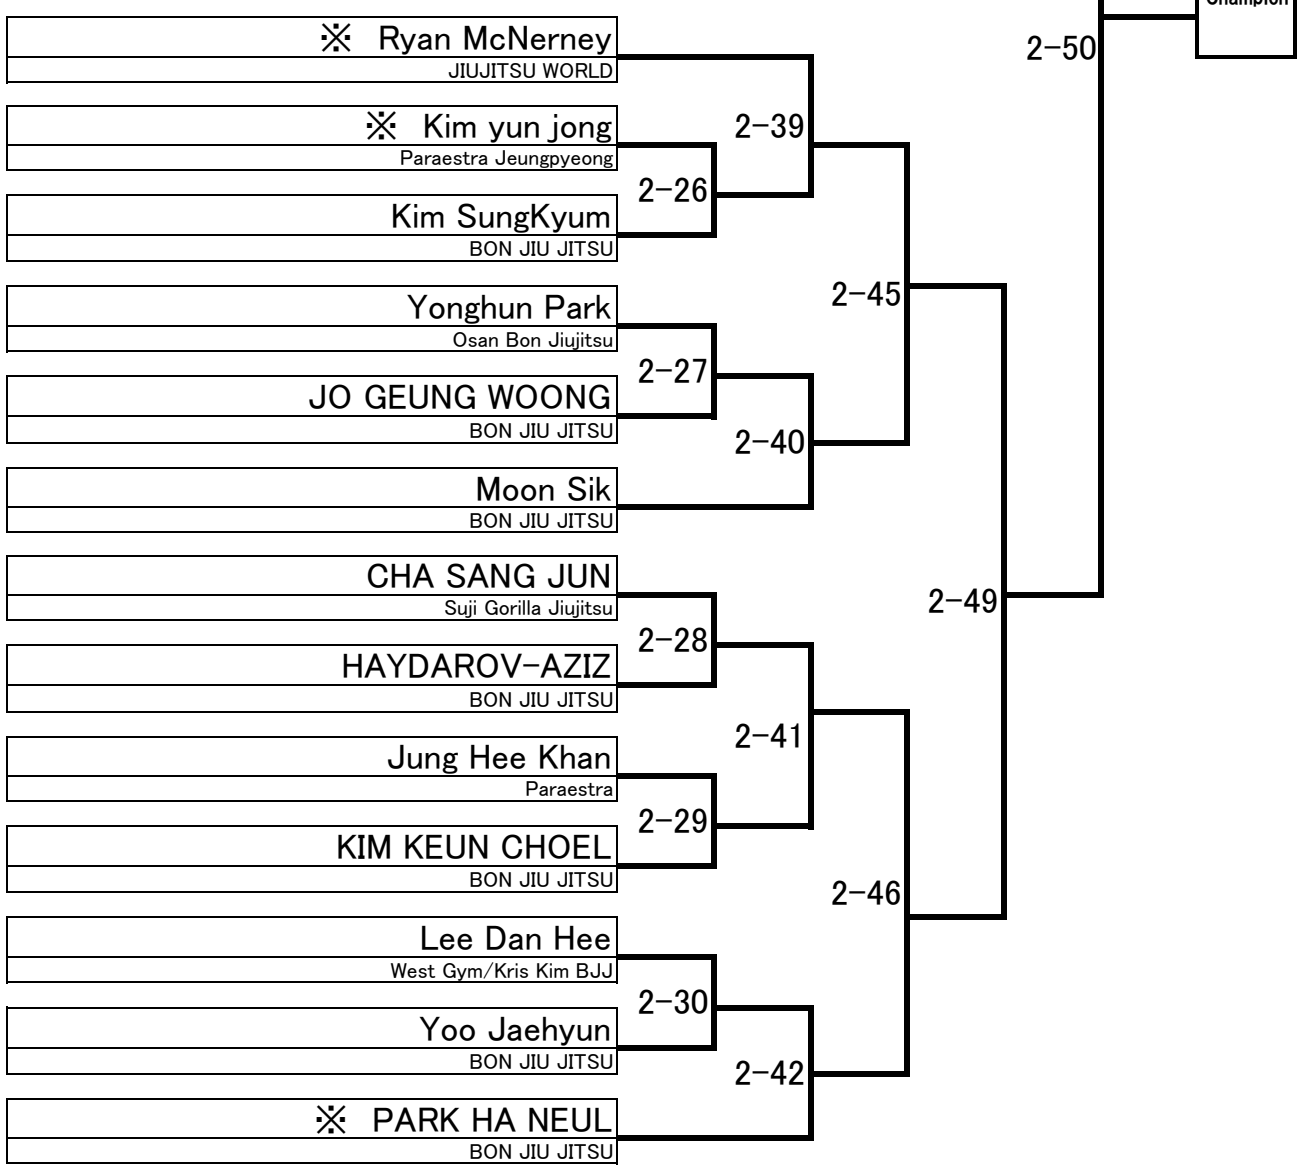 Champion
※ Ryan McNerney
2-50
JIUJITSU WORLD
※ Kim yun jong
2-39
Paraestra Jeungpyeong
2-26
Kim SungKyum
BON JIU JITSU
Yonghun Park
2-45
Osan Bon Jiujitsu
2-27
JO GEUNG WOONG
BON JIU JITSU
2-40
Moon Sik
BON JIU JITSU
CHA SANG JUN
Suji Gorilla Jiujitsu
2-49
2-28
HAYDAROV-AZIZ
BON JIU JITSU
2-41
Jung Hee Khan
Paraestra
2-29
KIM KEUN CHOEL
BON JIU JITSU
2-46
Lee Dan Hee
West Gym/Kris Kim BJJ
2-30
Yoo Jaehyun
BON JIU JITSU
2-42
※ PARK HA NEUL
BON JIU JITSU